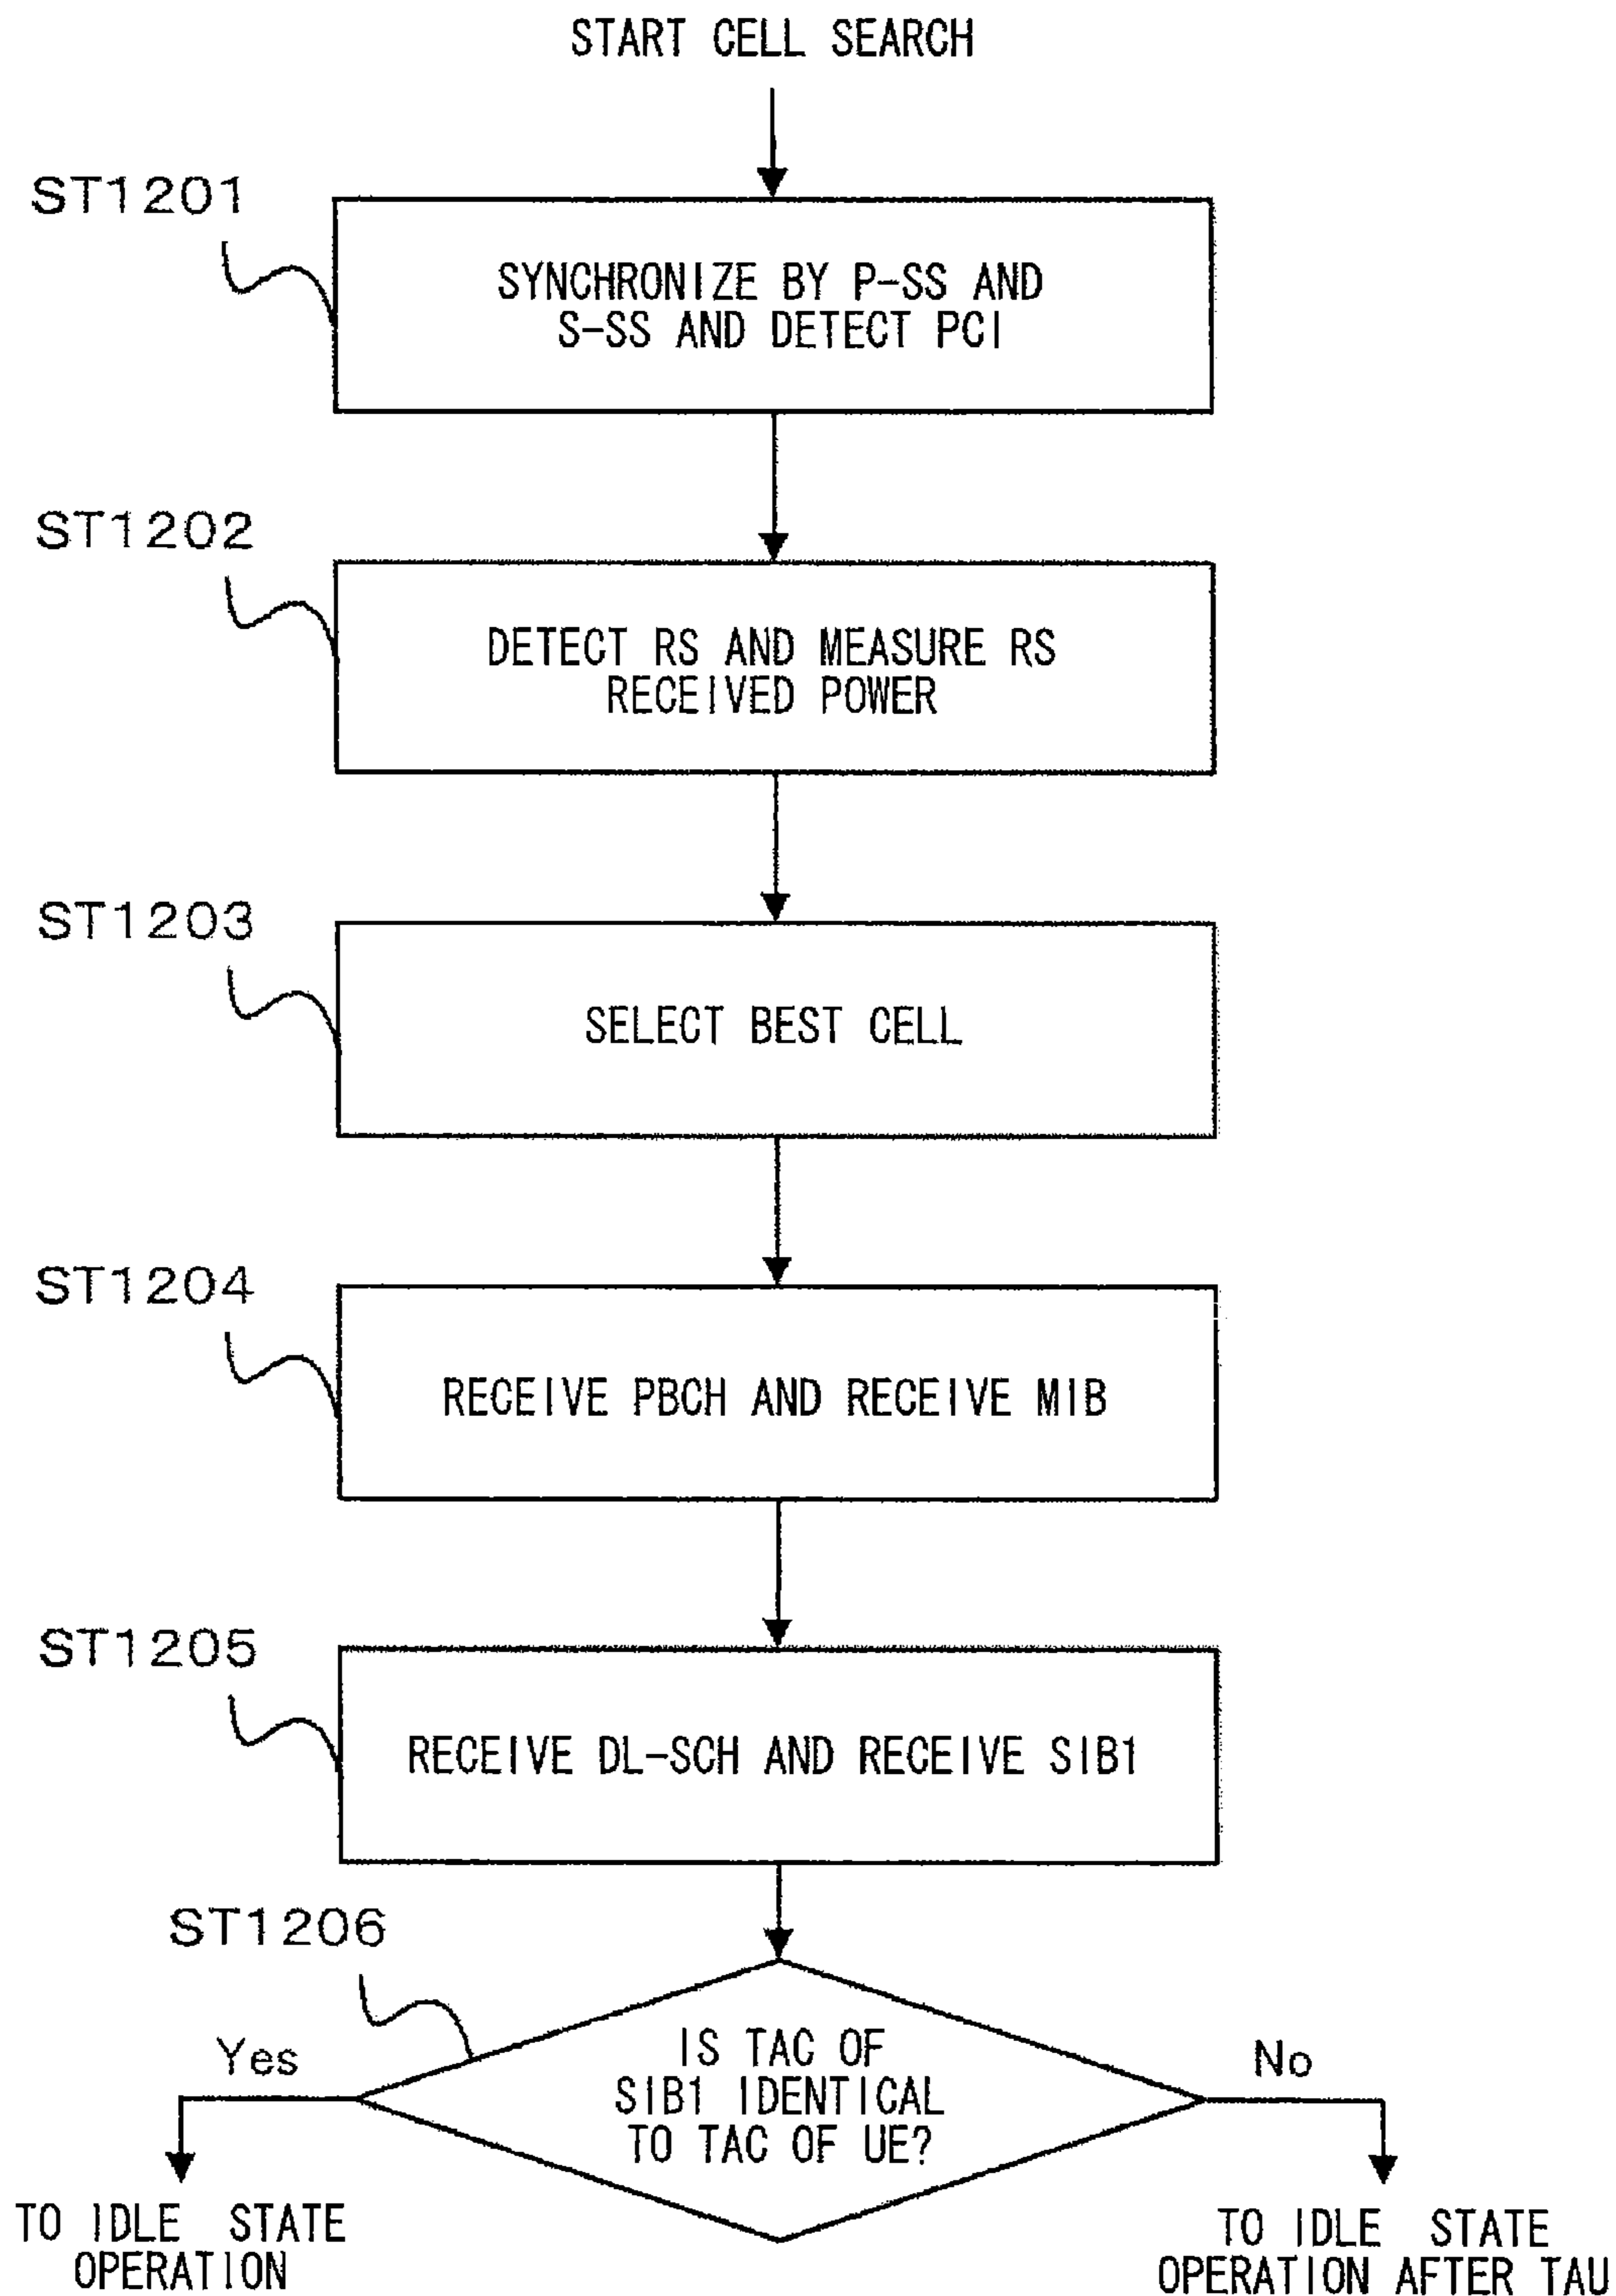 START CELL SEARCH
ST1201
SYNCHRONIZE BY P-SS AND
S-SS AND DETECT PCI
ST1202
DETECT RS AND MEASURE RS
RECEIVED POWER
ST1203
SELECT BEST CELL
ST1204
RECEIVE PBCH AND RECEIVE MIB
ST1205
RECEIVE DL-SCH AND RECEIVE SIB1
ST1206
IS TAC OF
SIB1 IDENTICAL
TO TAC OF UE?
Yes
No
TO IDLE STATE
OPERATION
TO IDLE STATE
OPERATION AFTER TAU